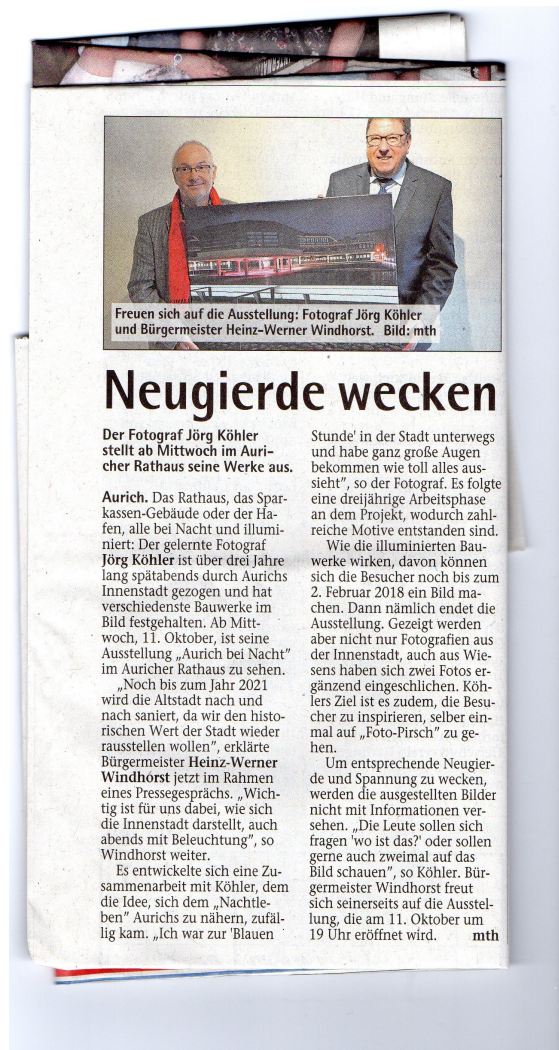 Freuen sich auf die Ausstellung: Fotograf Jörg Köhler
und Bürgermeister Heinz-Werner Windhorst. Bild: mth
Neugierde wecken
Der Fotograf Jörg Köhler
stellt ab Mittwoch im Auri-
cher Rathaus seine Werke aus.
Aurich. Das Rathaus, das Spar-
kassen-Gebäude oder der Ha-
fen, alle bei Nacht und illumi-
niert: Der gelernte Fotograf
Jörg Köhler ist über drei Jahre
lang spätabends durch Aurichs
Innenstadt gezogen und hat
verschiedenste Bauwerke im
Bild festgehalten. Ab Mitt-
woch, 11. Oktober, ist seine
Ausstellung „Aurich bei Nacht"
im Auricher Rathaus zu sehen.
„Noch bis zum Jahr 2021
wird die Altstadt nach und
nach saniert, da wir den histo-
rischen Wert der Stadt wieder
rausstellen wollen", erklärte
Bürgermeister Heinz-Werner
Windhorst jetzt im Rahmen
eines Pressegesprächs. „Wich-
tig ist für uns dabei, wie sich
die Innenstadt darstellt, auch
abends mit Beleuchtung", so
Windhorst weiter.
Es entwickelte sich eine Zu-
sammenarbeit mit Köhler, dem
die Idee, sich dem „Nachtle-
ben" Aurichs zu nähern, zufäl-
lig kam. „Ich war zur 'Blauen
Stunde' in der Stadt unterwegs
und habe ganz große Augen
bekommen wie toll alles aus-
sieht", so der Fotograf. Es folgte
eine dreijährige Arbeitsphase
an dem Projekt, wodurch zahl-
reiche Motive entstanden sind.
Wie die illuminierten Bau-
werke wirken, davon können
sich die Besucher noch bis zum
2. Februar 2018 ein Bild ma-
chen. Dann nämlich endet die
Ausstellung. Gezeigt werden
aber nicht nur Fotografien aus
der Innenstadt, auch aus Wie-
sens haben sich zwei Fotos er-
gänzend eingeschlichen. Köh-
lers Ziel ist es zudem, die Besu-
cher zu inspirieren, selber ein-
mal auf „Foto-Pirsch" zu ge-
hen.
Um entsprechende Neugier-
de und Spannung zu wecken,
werden die ausgestellten Bilder
nicht mit Informationen ver-
sehen. „Die Leute sollen sich
fragen 'wo ist das?' oder sollen
gerne auch zweimal auf das
Bild schauen", so Köhler. Bür-
germeister Windhorst freut
sich seinerseits auf die Ausstel-
lung, die am 11. Oktober um
19 Uhr eröffnet wird. mth